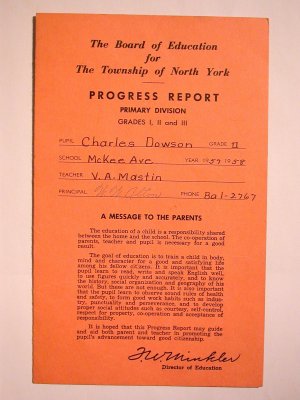 The Board of Education
for
The Township of North York
PROGRESS REPORT
PRIMARY DIVISION
GRADES I, II and III
PUPIL Charles Dowson GRADE II
SCHOOL McKee Ave YEAR 1957 1958
TEACHER V. A. Mastin
PRINCIPAL PHONE Ba1-2767
A MESSAGE TO THE PARENTS
The education of a child is a responsibility shared
between the home and the school. The co-operation of
parents, teacher and pupil is necessary for a good
result.
The goal of education is to train a child in body,
mind and character for a good and satisfying life
among his fellow citizens. It is important that the
pupil learn to read, write and speak English well,
to use figures quickly and accurately, and to know
the history, social organization and geography of his
world. But these are not enough. It is also important
that the pupil learn to observe sound rules of health
and safety, to form good work habits such as indus-
try, punctuality and perseverance, and to develop
proper social attitudes such as courtesy, self-control,
respect for property, co-operation and acceptance of
responsibility.
It is hoped that this Progress Report may guide
and aid both parent and teacher in promoting the
pupil's advancement toward good citizenship.
F W Minkler
Director of Education